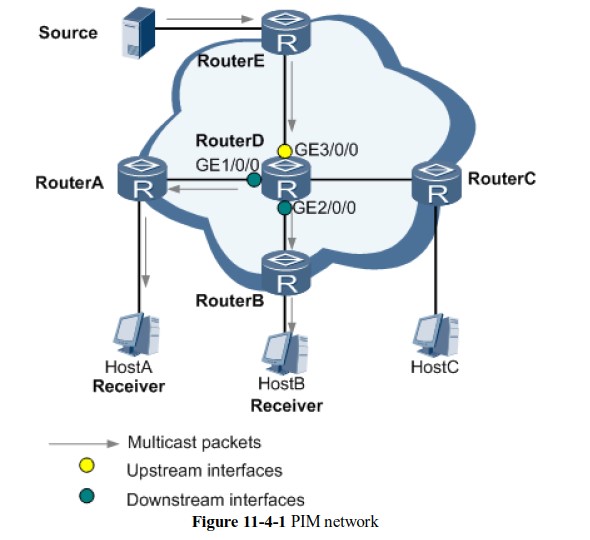 Source
R
RouterE
RouterD
GE3/0/0
GE1/0/0
RouterA
R
R
R
RouterC
GE2/0/0
R
RouterB
HostA
Receiver
HostB
Receiver
HostC
Multicast packets
Upstream interfaces
Downstream interfaces
Figure 11-4-1 PIM network